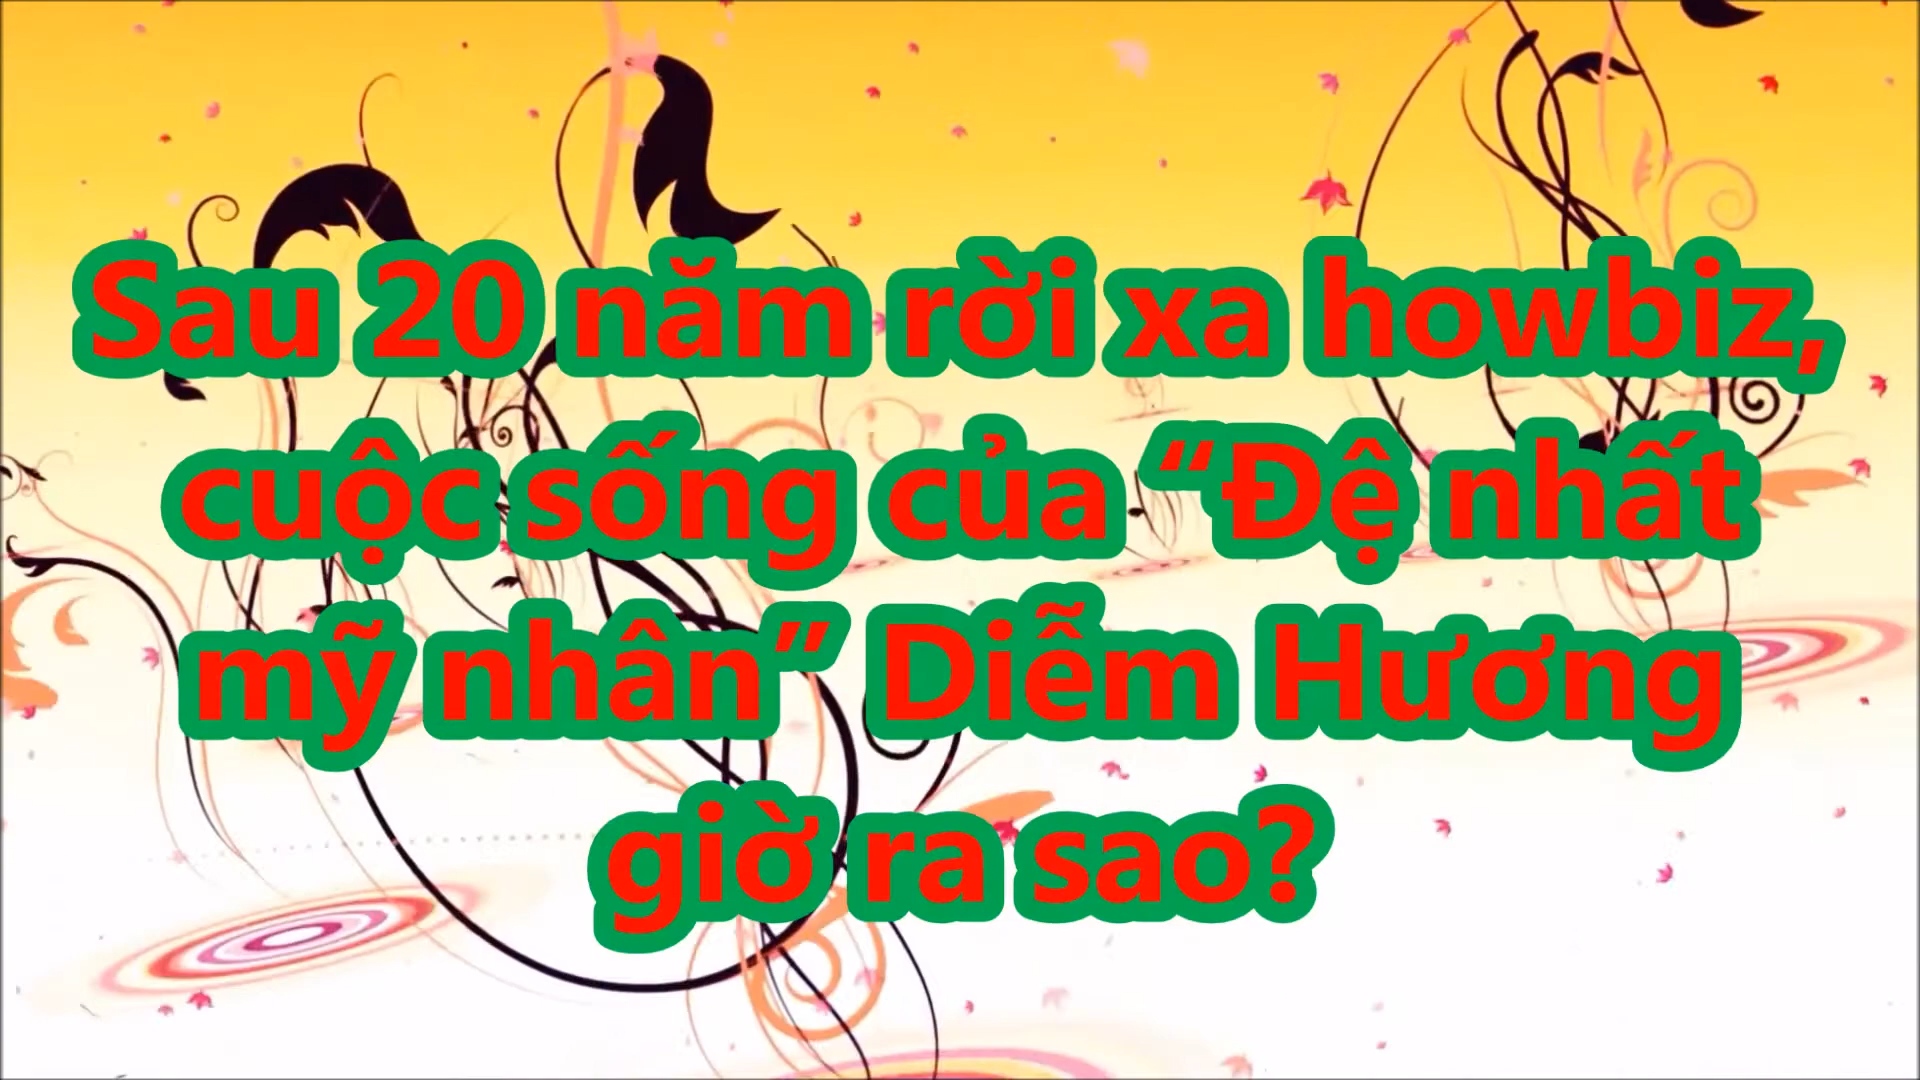 Sau 20 năm rời xa howbiz,
cuộc sống của “Đệ nhất
mỹ nhân” Diễm Hương
giờ ra sao?